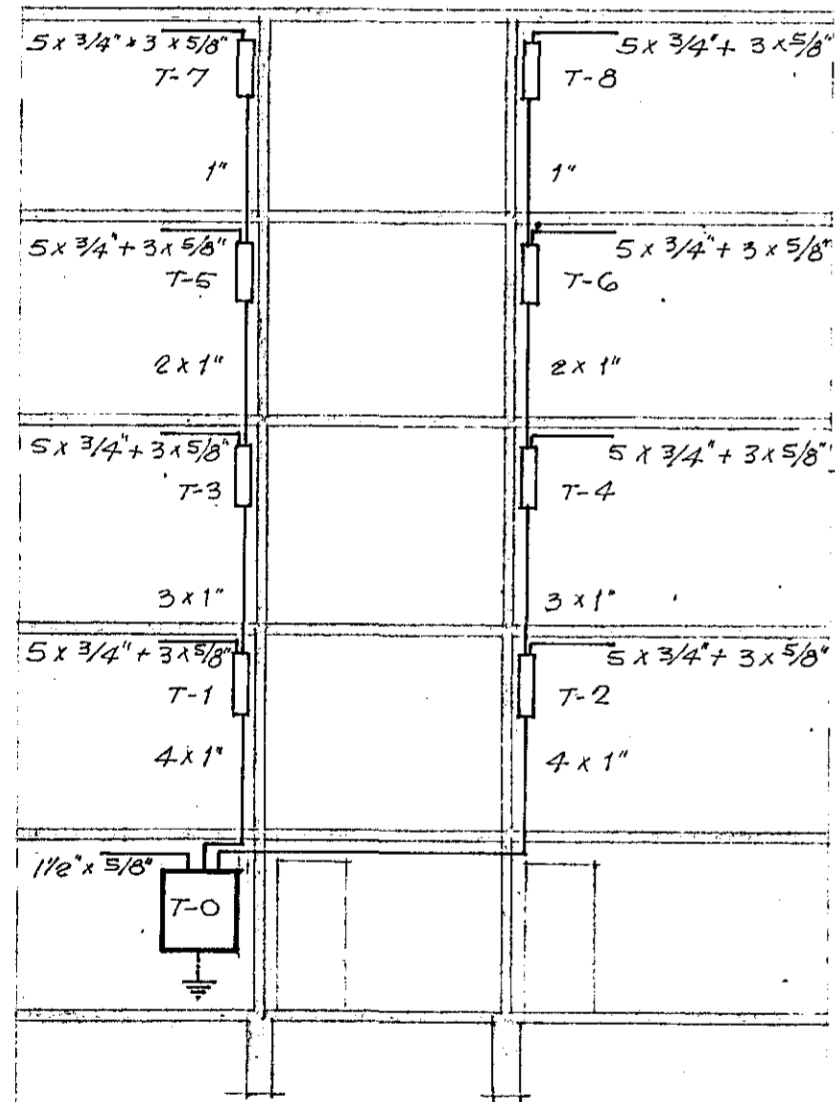 5 x 3/4" + 3 x 5/8"
T-7
1"
5 x 3/4" + 3 x 5/8"
T-8
1"
5 x 3/4" + 3 x 5/8"
T-5
2 x 1"
5 x 3/4" + 3 x 5/8"
T-6
2 x 1"
5 x 3/4" + 3 x 5/8"
T-3
3 x 1"
5 x 3/4" + 3 x 5/8"
T-4
3 x 1"
5 x 3/4" + 3 x 5/8"
T-1
4 x 1"
5 x 3/4" + 3 x 5/8"
T-2
4 x 1"
1 1/2" x 5/8"
T-0